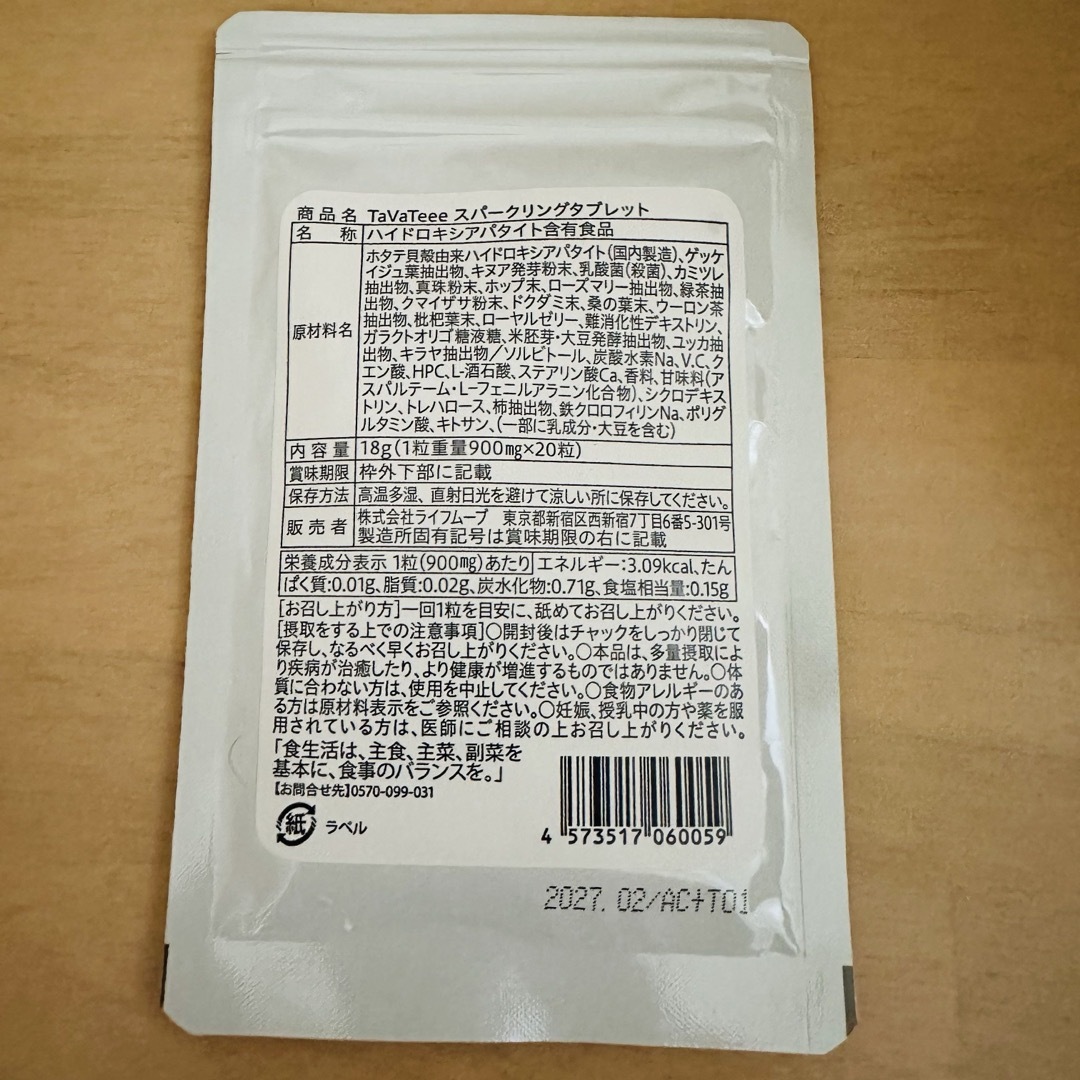 商品名 TaVaTeee スパークリングタブレット
名 称 ハイドロキシアパタイト含有食品
原材料名
ホタテ貝殻由来ハイドロキシアパタイト(国内製造)、ゲッケ
イジュ葉抽出物、キヌア発芽粉末、乳酸菌(殺菌)、カミツレ
抽出物、真珠粉末、ホップ末、ローズマリー抽出物、緑茶抽
出物、クマイザサ粉末、ドクダミ末、桑の葉末、ウーロン茶
抽出物、枇杷葉末、ローヤルゼリー、難消化性デキストリン、
ガラクトオリゴ糖液糖、米胚芽・大豆発酵抽出物、ユッカ抽
出物、キラヤ抽出物/ソルビトール、炭酸水素Na、V.C、ク
エン酸、HPC、L-酒石酸、ステアリン酸Ca、香料、甘味料(ア
スパルテーム・L-フェニルアラニン化合物)、シクロデキス
トリン、トレハロース、柿抽出物、鉄クロロフィリンNa、ポリグ
ルタミン酸、キトサン、(一部に乳成分・大豆を含む)
内容量 18g(1粒重量900㎎×20粒)
賞味期限 枠外下部に記載
保存方法 高温多湿、直射日光を避けて涼しい所に保存してください。
販売者
株式会社ライフムーブ 東京都新宿区西新宿7丁目6番5-301号
製造所固有記号は賞味期限の右に記載
栄養成分表示 1粒(900㎎)あたり エネルギー:3.09kcal、たん
ぱく質:0.01g、脂質:0.02g、炭水化物:0.71g、食塩相当量:0.15g
[お召し上がり方]一回1粒を目安に、舐めてお召し上がりください。
[摂取をする上での注意事項]〇開封後はチャックをしっかり閉じて
保存し、なるべく早くお召し上がりください。〇本品は、多量摂取によ
り疾病が治癒したり、より健康が増進するものではありません。〇体
質に合わない方は、使用を中止してください。〇食物アレルギーのあ
る方は原材料表示をご参照ください。〇妊娠、授乳中の方や薬を服
用されている方は、医師にご相談の上お召し上がりください。
「食生活は、主食、主菜、副菜を
基本に、食事のバランスを。」
【お問合せ先】0570-099-031
紙 ラベル
4 573517 060059
2027. 02/AC+T01